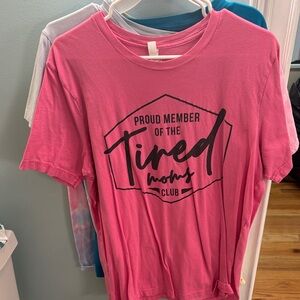 PROUD MEMBER
OF THE
Tired
moms
CLUB